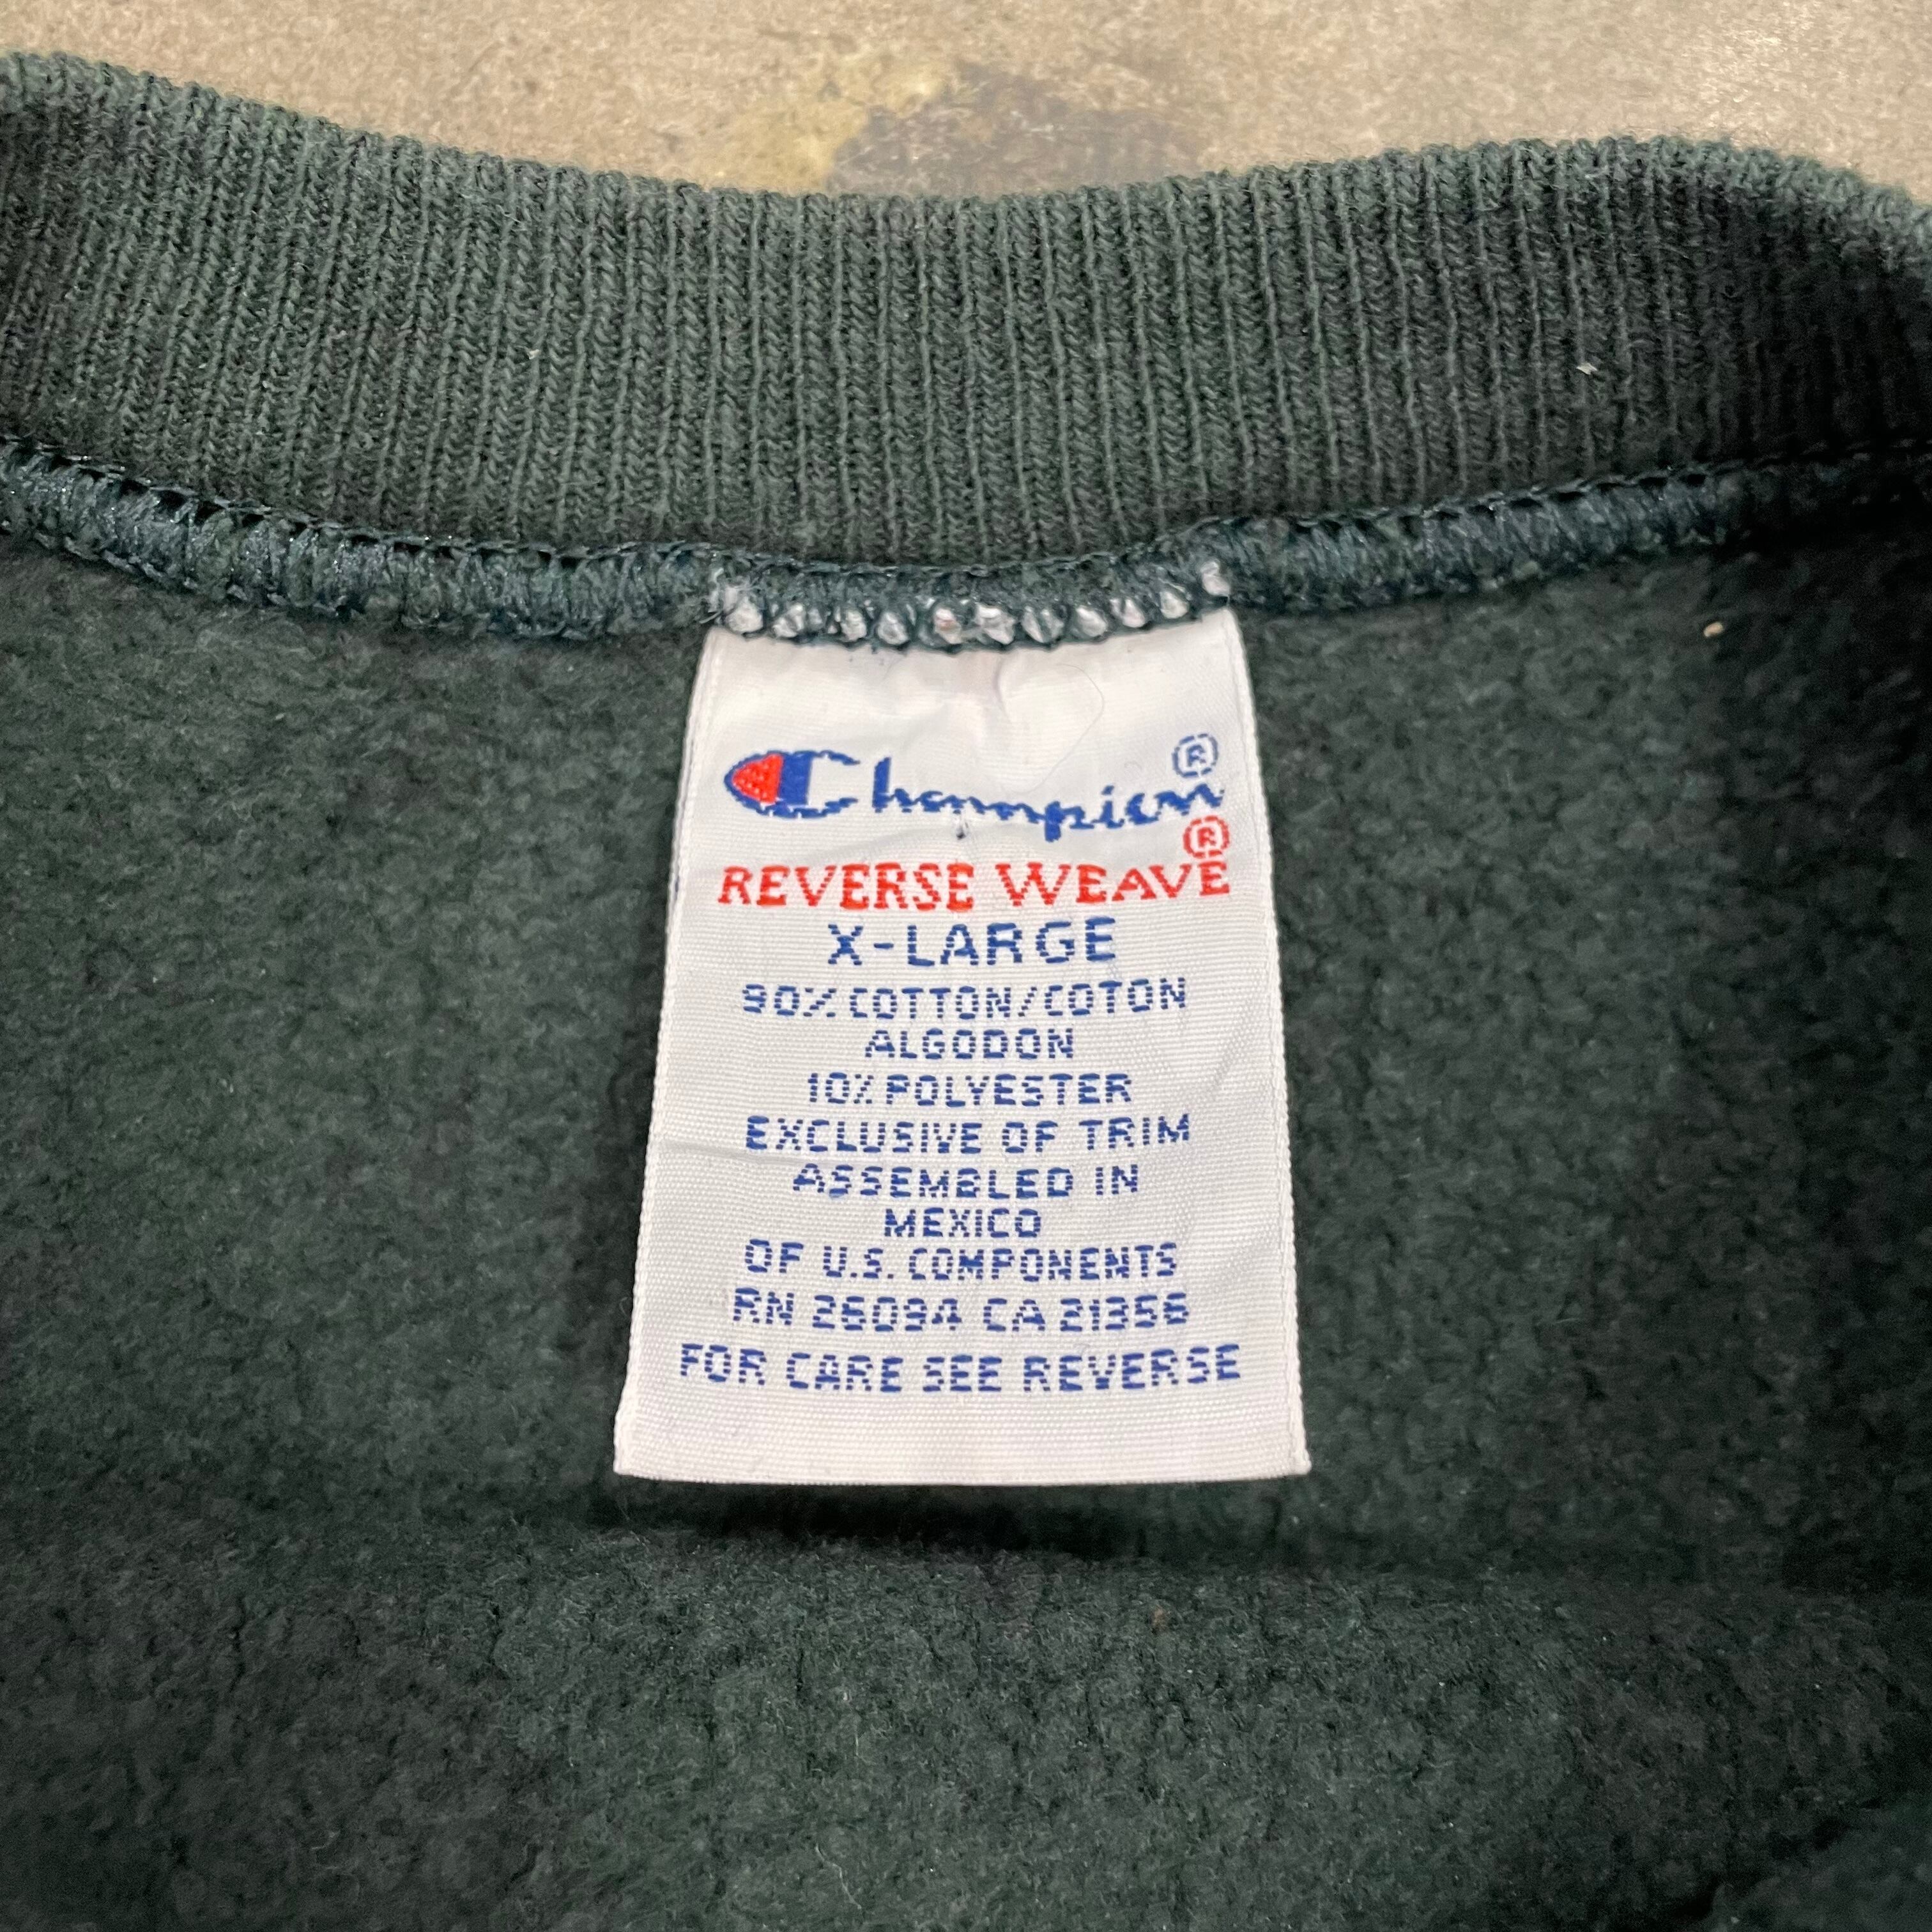 Champion®
REVERSE WEAVE®
X-LARGE
90% COTTON/COTON
ALGODON
10% POLYESTER
EXCLUSIVE OF TRIM
ASSEMBLED IN
MEXICO
OF U.S. COMPONENTS
RN 26094 CA 21356
FOR CARE SEE REVERSE